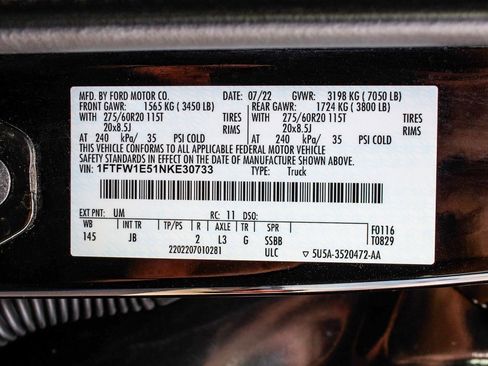 MFD. BY FORD MOTOR CO. 07/22 GVWR: 3198 KG ( 7050 LB)
FRONT GAWR: 1565 KG ( 3450 LB) REAR GAWR: 1724 KG ( 3800 LB)
WITH 275/60R20 115T TIRES WITH 275/60R20 115T TIRES
20x8.5J RIMS 20x8.5J RIMS
AT 240 kPa/ 35 PSI COLD AT 240 kPa/ 35 PSI COLD
THIS VEHICLE CONFORMS TO ALL APPLICABLE FEDERAL MOTOR VEHICLE
SAFETY STANDARDS IN EFFECT ON THE DATE OF MANUFACTURE SHOWN ABOVE.
VIN: 1FTFW1E51NKE30733 TYPE: Truck
EXT PNT: UM RC: 11 DSO:
WB INT TR TP/PS R AXLE TR SPR F0116
145 JB 2 L3 G SSBB T0829
2202207010281 ULC ▽ 5U5A-3520472-AA